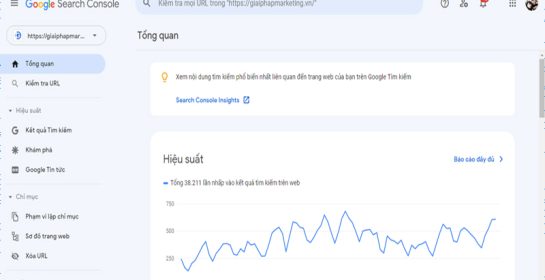 Google Search Console
Kiểm tra mọi URL trong "https://giaiphapmarketing.vn/"
https://giaiphapmark...
Tổng quan
Tổng quan
Kiểm tra URL
Xem nội dung tìm kiếm phổ biến nhất liên quan đến trang web của bạn trên Google Tìm kiếm
Search Console Insights
Hiệu suất
Kết quả Tìm kiếm
Khám phá
Google Tin tức
Chỉ mục
Phạm vi lập chỉ mục
Sơ đồ trang web
Xóa URL
Hiệu suất
Báo cáo đầy đủ
Tổng 38.211 lần nhấp vào kết quả tìm kiếm trên web
750
500
250